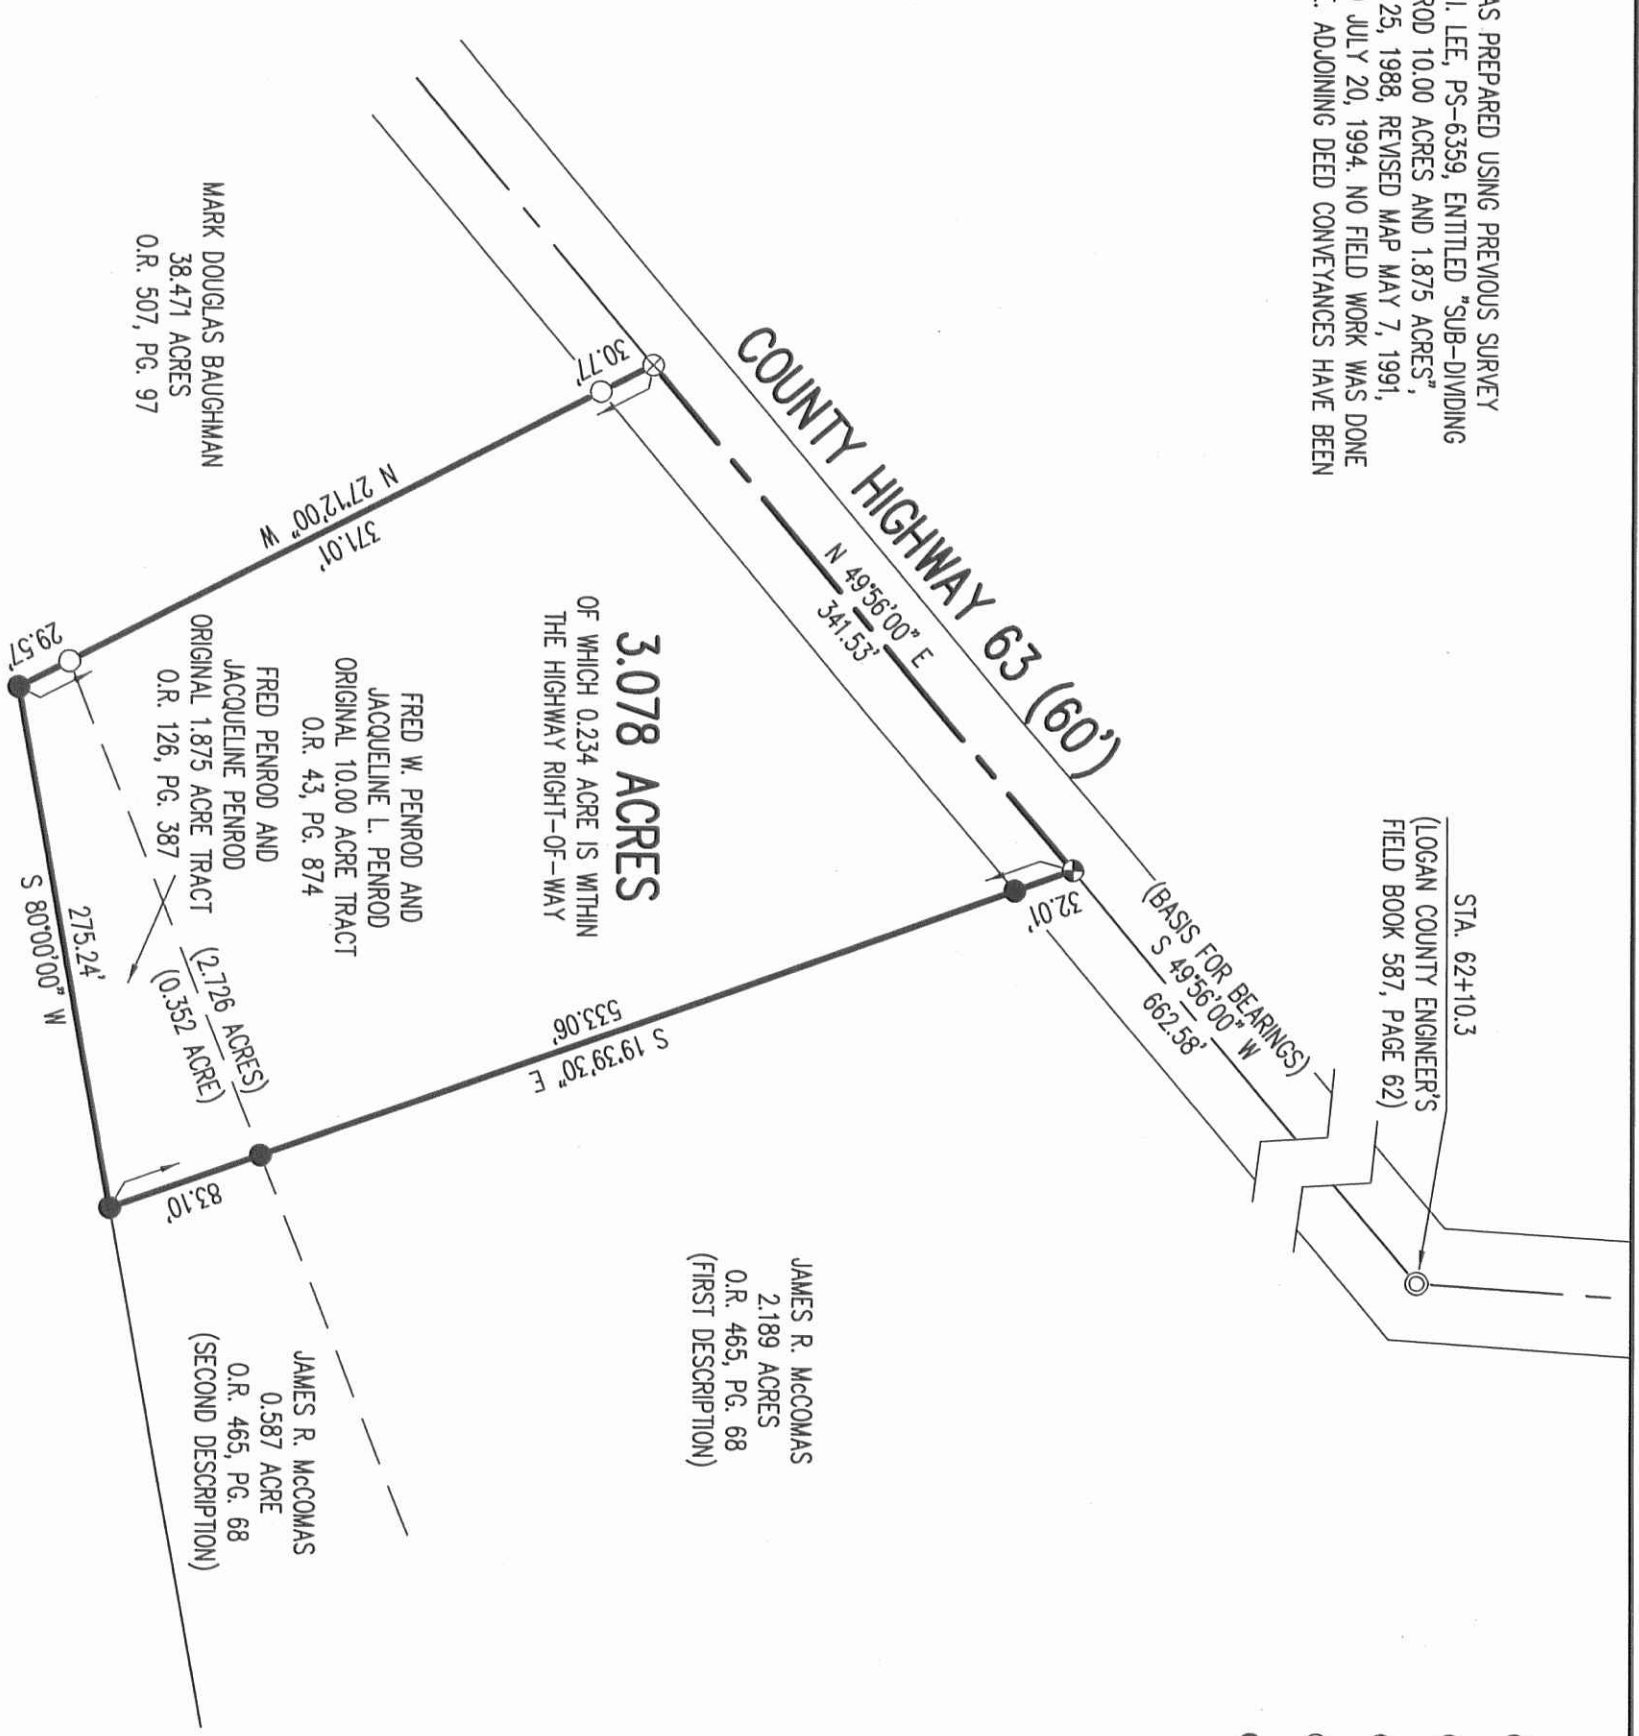 AS PREPARED USING PREVIOUS SURVEY
I. LEE, PS-6359, ENTITLED "SUB-DIVIDING
ROD 10.00 ACRES AND 1.875 ACRES",
25, 1988, REVISED MAP MAY 7, 1991,
JULY 20, 1994. NO FIELD WORK WAS DONE
ADJOINING DEED CONVEYANCES HAVE BEEN
STA. 62+10.3
(LOGAN COUNTY ENGINEER'S
FIELD BOOK 587, PAGE 62)
COUNTY HIGHWAY 63 (60')
(BASIS FOR BEARINGS)
S 49°56'00" W
662.58'
N 49°56'00" E
341.53'
30.77'
32.01'
MARK DOUGLAS BAUGHMAN
38.471 ACRES
O.R. 507, PG. 97
N 27°12'00" W
371.01'
3.078 ACRES
OF WHICH 0.234 ACRE IS WITHIN
THE HIGHWAY RIGHT-OF-WAY
FRED W. PENROD AND
JACQUELINE L. PENROD
ORIGINAL 10.00 ACRE TRACT
O.R. 43, PG. 874
FRED PENROD AND
JACQUELINE PENROD
ORIGINAL 1.875 ACRE TRACT
O.R. 126, PG. 387
(2.726 ACRES)
(0.352 ACRE)
S 19°39'30" E
533.06'
83.10'
29.57'
275.24'
S 80°00'00" W
JAMES R. McCOMAS
2.189 ACRES
O.R. 465, PG. 68
(FIRST DESCRIPTION)
JAMES R. McCOMAS
0.587 ACRE
O.R. 465, PG. 68
(SECOND DESCRIPTION)